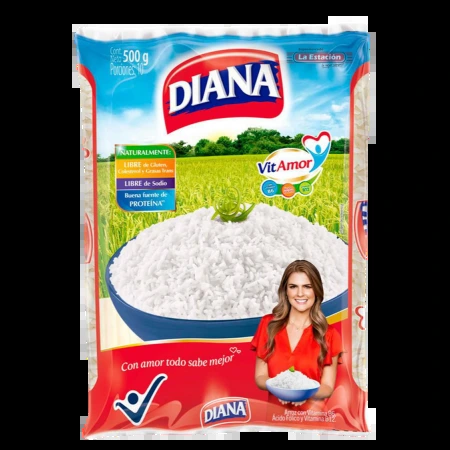 Cont.
Neto: 500 g
Porciones: 10
La Estación
DIANA
NATURALMENTE:
LIBRE de Gluten,
Colesterol y Grasas Trans
LIBRE de Sodio
Buena fuente de
PROTEÍNA
VitAmor
Con amor todo sabe mejor
DIANA
Arroz con Vitamina B1,
Ácido Fólico y Vitamina B12.